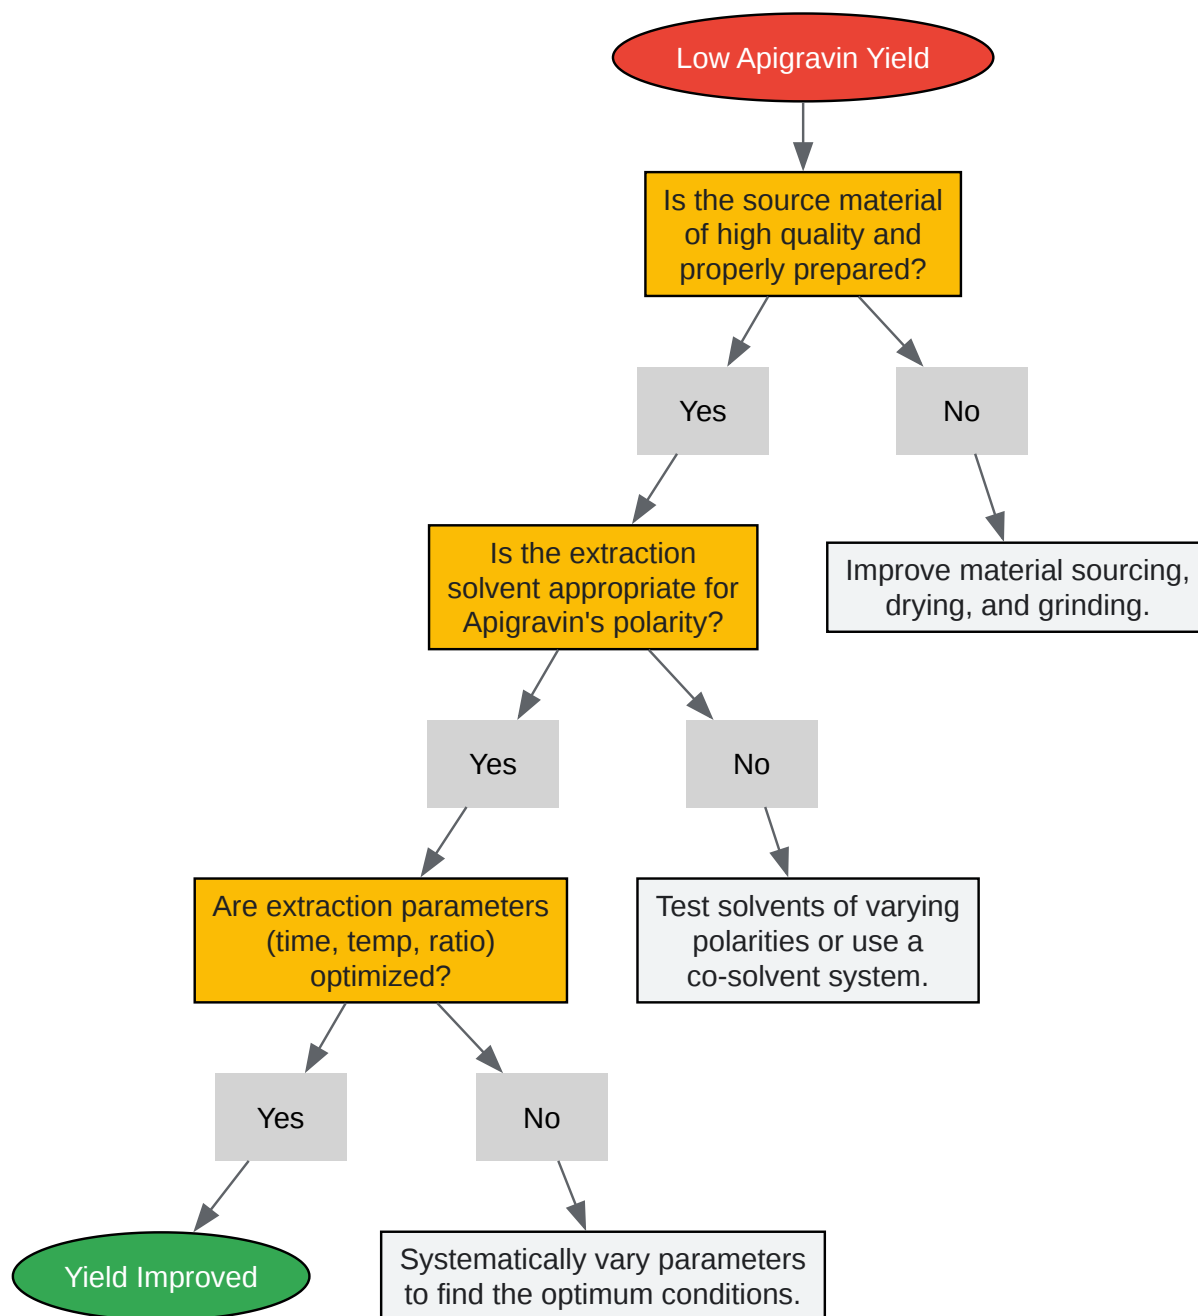 Low Apigravin Yield
Is the source material
of high quality and
properly prepared?
Yes
No
Is the extraction
solvent appropriate for
Apigravin's polarity?
Improve material sourcing,
drying, and grinding.
Yes
No
Are extraction parameters
(time, temp, ratio)
optimized?
Test solvents of varying
polarities or use a
co-solvent system.
Yes
No
Yield Improved
Systematically vary parameters
to find the optimum conditions.